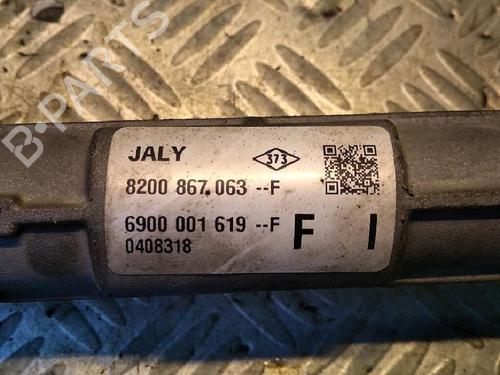 B-PARTS
JALY
373
8200 867.063 --F
6900 001 619 --F
F I
0408318